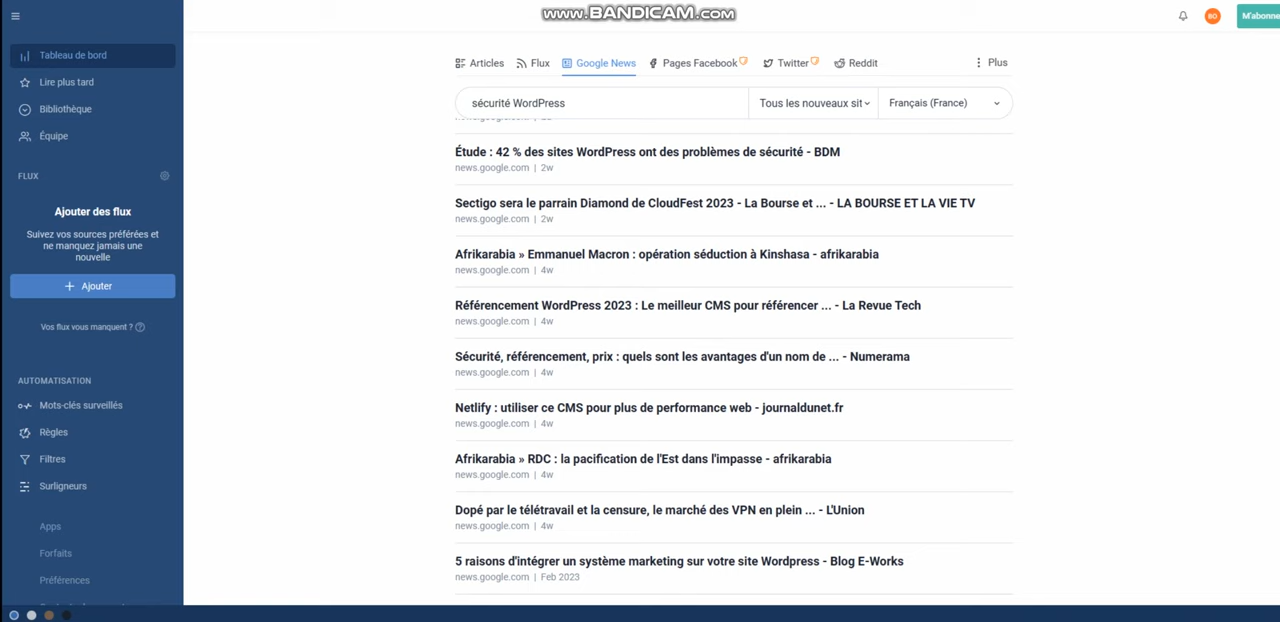 www.BANDICAM.com
BO
M'abonne
Tableau de bord
Lire plus tard
Bibliothèque
Équipe
FLUX
Ajouter des flux
Suivez vos sources préférées et
ne manquez jamais une
nouvelle
+ Ajouter
Vos flux vous manquent ?
AUTOMATISATION
Mots-clés surveillés
Règles
Filtres
Surligneurs
Apps
Forfaits
Préférences
Articles
Flux
Google News
Pages Facebook
Twitter
Reddit
Plus
sécurité WordPress
Tous les nouveaux sit
Français (France)
Étude : 42 % des sites WordPress ont des problèmes de sécurité - BDM
news.google.com | 2w
Sectigo sera le parrain Diamond de CloudFest 2023 - La Bourse et ... - LA BOURSE ET LA VIE TV
news.google.com | 2w
Afrikarabia » Emmanuel Macron : opération séduction à Kinshasa - afrikarabia
news.google.com | 4w
Référencement WordPress 2023 : Le meilleur CMS pour référencer ... - La Revue Tech
news.google.com | 4w
Sécurité, référencement, prix : quels sont les avantages d'un nom de ... - Numerama
news.google.com | 4w
Netlify : utiliser ce CMS pour plus de performance web - journaldunet.fr
news.google.com | 4w
Afrikarabia » RDC : la pacification de l'Est dans l'impasse - afrikarabia
news.google.com | 4w
Dopé par le télétravail et la censure, le marché des VPN en plein ... - L'Union
news.google.com | 4w
5 raisons d'intégrer un système marketing sur votre site Wordpress - Blog E-Works
news.google.com | Feb 2023